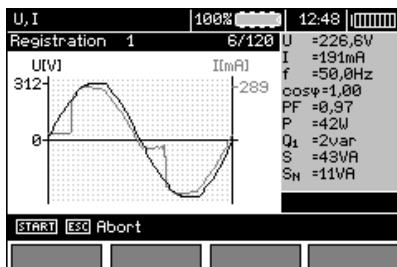 U,I 100% 12:48
Registration 1 6/120
U[V] I[mA]
312 289
0
U =226,6V
I =191mA
f =50,0Hz
cosφ=1,00
PF =0,97
P =42W
Q₁ =2var
S =43VA
Sɴ =11VA
START ESC Abort